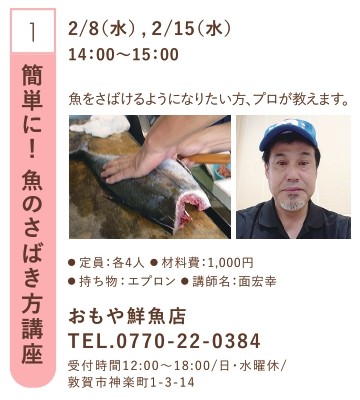 1
簡単に！魚のさばき方講座
2/8(水) , 2/15(水)
14:00〜15:00
魚をさばけるようになりたい方、プロが教えます。
●定員：各4人 ●材料費：1,000円
●持ち物：エプロン ●講師名：面宏幸
おもや鮮魚店
TEL.0770-22-0384
受付時間12:00〜18:00/日・水曜休/
敦賀市神楽町1-3-14